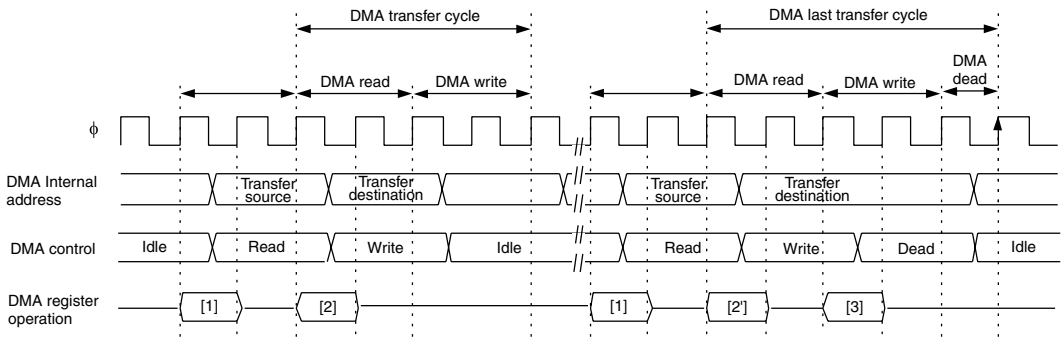 DMA transfer cycle
DMA last transfer cycle
DMA read
DMA write
DMA read
DMA write
DMA
dead
ϕ
DMA Internal
address
Transfer
source
Transfer
destination
Transfer
source
Transfer
destination
DMA control
Idle
Read
Write
Idle
Read
Write
Dead
Idle
DMA register
operation
[1]
[2]
[1]
[2']
[3]